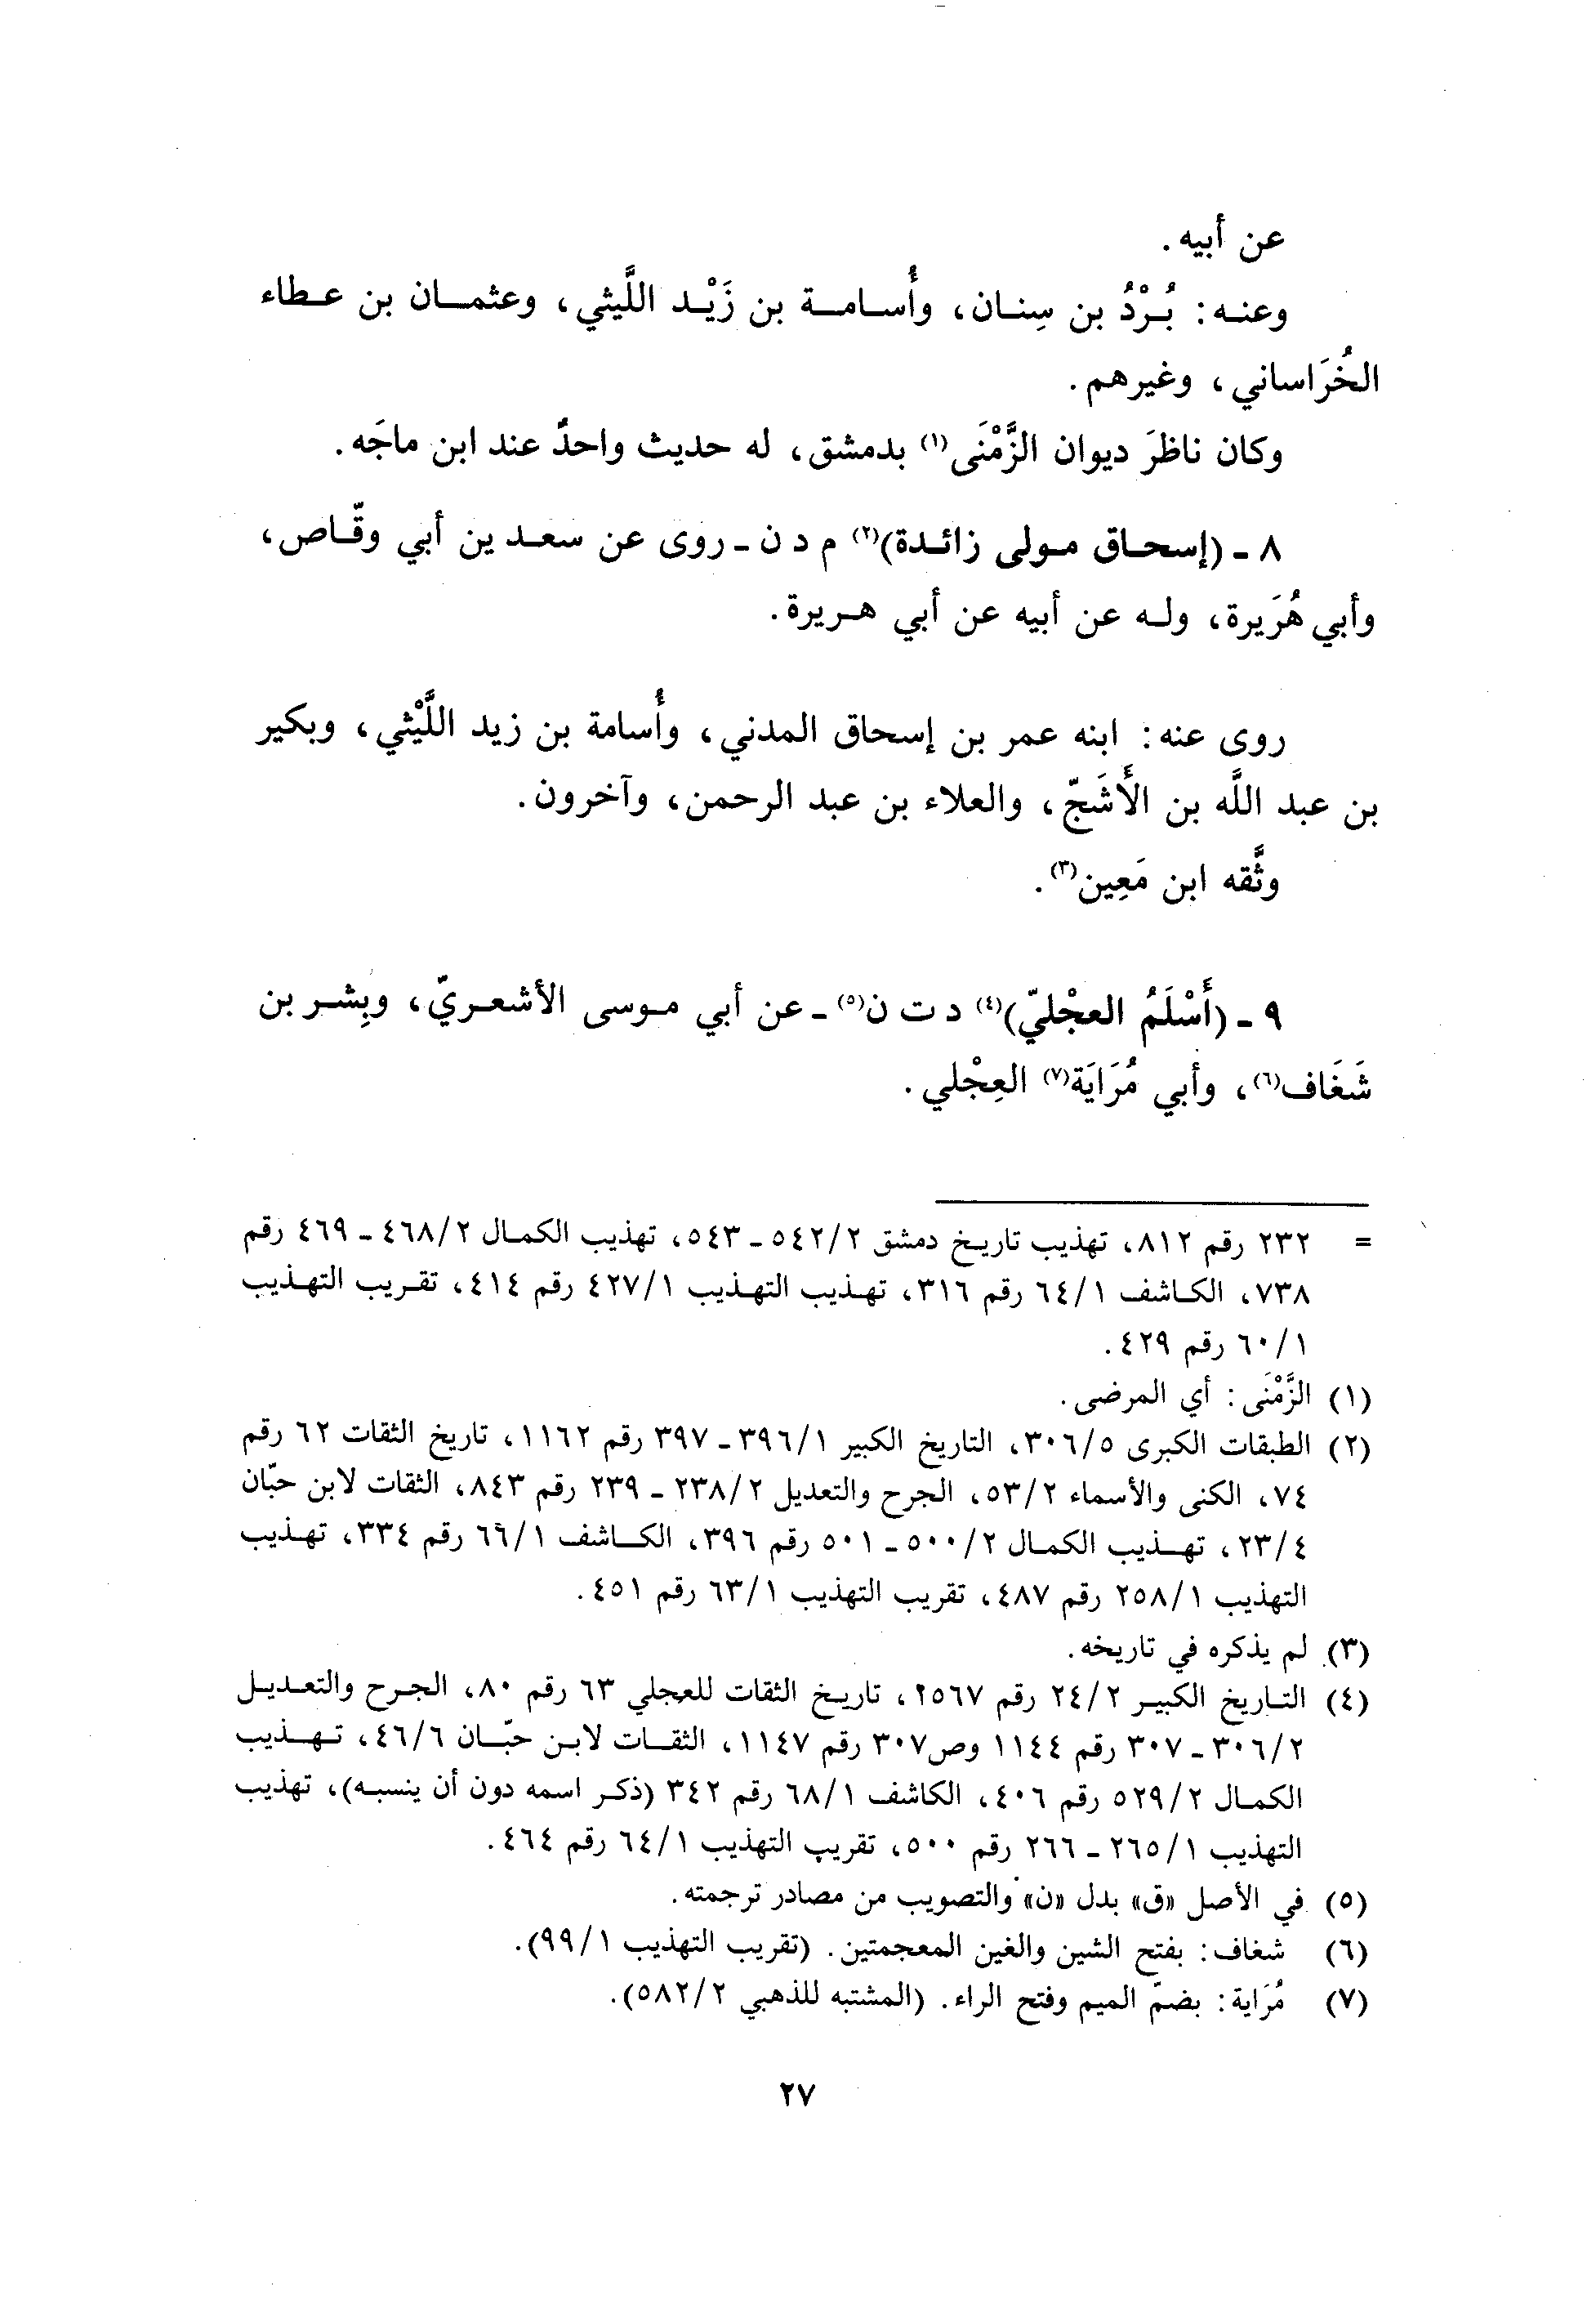 عن أبيه.
وعنه: بُرْدُ بن سِنان، وأُسامة بن زَيْد اللَّيثي، وعثمان بن عطاء
الخُرَاساني، وغيرهم.
وكان ناظرَ ديوان الزَّمْنَى(١) بدمشق، له حديث واحدٌ عند ابن ماجَه.
٨ - (إسحاق مولى زائدة)(٢) م د ن - روى عن سعد بن أبي وقّاص،
وأبي هُرَيرة، وله عن أبيه عن أبي هريرة.
روى عنه: ابنه عمر بن إسحاق المدني، وأُسامة بن زيد اللَّيْثي، وبكير
بن عبد اللَّه بن الأَشَجّ، والعلاء بن عبد الرحمن، وآخرون.
وثَّقه ابن مَعِين(٣).
٩ - (أَسْلَمُ العجْليّ)(٤) د ت ن(٥) - عن أبي موسى الأشعريّ، وبِشر بن
شَغَاف(٦)، وأبي مُرَايَة(٧) العِجْلي.
= ٢٣٢ رقم ٨١٢، تهذيب تاريخ دمشق ٥٤٢/٢ - ٥٤٣، تهذيب الكمال ٤٦٨/٢ - ٤٦٩ رقم
٧٣٨، الكاشف ٦٤/١ رقم ٣١٦، تهذيب التهذيب ٤٢٧/١ رقم ٤١٤، تقريب التهذيب
٦٠/١ رقم ٤٢٩.
(١) الزَّمْنَى: أي المرضى.
(٢) الطبقات الكبرى ٣٠٦/٥، التاريخ الكبير ٣٩٦/١ - ٣٩٧ رقم ١١٦٢، تاريخ الثقات ٦٢ رقم
٧٤، الكنى والأسماء ٥٣/٢، الجرح والتعديل ٢٣٨/٢ - ٢٣٩ رقم ٨٤٣، الثقات لابن حبّان
٢٣/٤، تهذيب الكمال ٥٠٠/٢ - ٥٠١ رقم ٣٩٦، الكاشف ٦٦/١ رقم ٣٣٤، تهذيب
التهذيب ٢٥٨/١ رقم ٤٨٧، تقريب التهذيب ٦٣/١ رقم ٤٥١.
(٣) لم يذكره في تاريخه.
(٤) التاريخ الكبير ٢٤/٢ رقم ٢٥٦٧، تاريخ الثقات للعجلي ٦٣ رقم ٨٠، الجرح والتعديل
٣٠٦/٢ - ٣٠٧ رقم ١١٤٤ وص٣٠٧ رقم ١١٤٧، الثقات لابن حبّان ٤٦/٦، تهذيب
الكمال ٥٢٩/٢ رقم ٤٠٦، الكاشف ٦٨/١ رقم ٣٤٢ (ذكر اسمه دون أن ينسبه)، تهذيب
التهذيب ٢٦٥/١ - ٢٦٦ رقم ٥٠٠، تقريب التهذيب ٦٤/١ رقم ٤٦٤.
(٥) في الأصل «ق» بدل «ن» والتصويب من مصادر ترجمته.
(٦) شغاف: بفتح الشين والغين المعجمتين. (تقريب التهذيب ٩٩/١).
(٧) مُرَاية: بضمّ الميم وفتح الراء. (المشتبه للذهبي ٥٨٢/٢).
٢٧